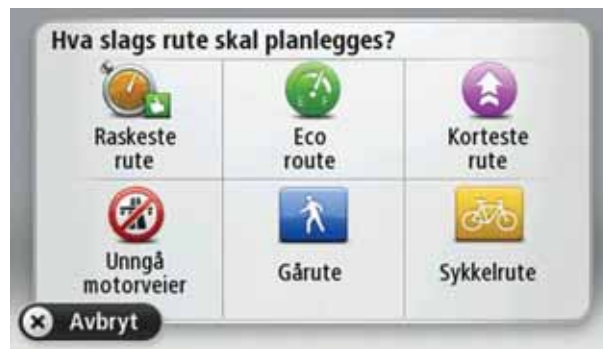 Hva slags rute skal planlegges?
Raskeste
rute
Eco
route
Korteste
rute
Unngå
motorveier
Gårute
Sykkelrute
Avbryt